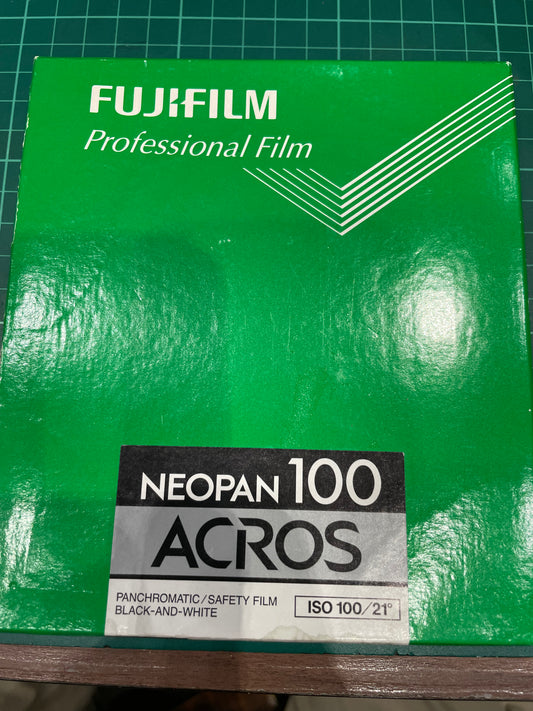 FUJIFILM
Professional Film
NEOPAN 100
ACROS
PANCHROMATIC/SAFETY FILM
BLACK-AND-WHITE
ISO 100/21°